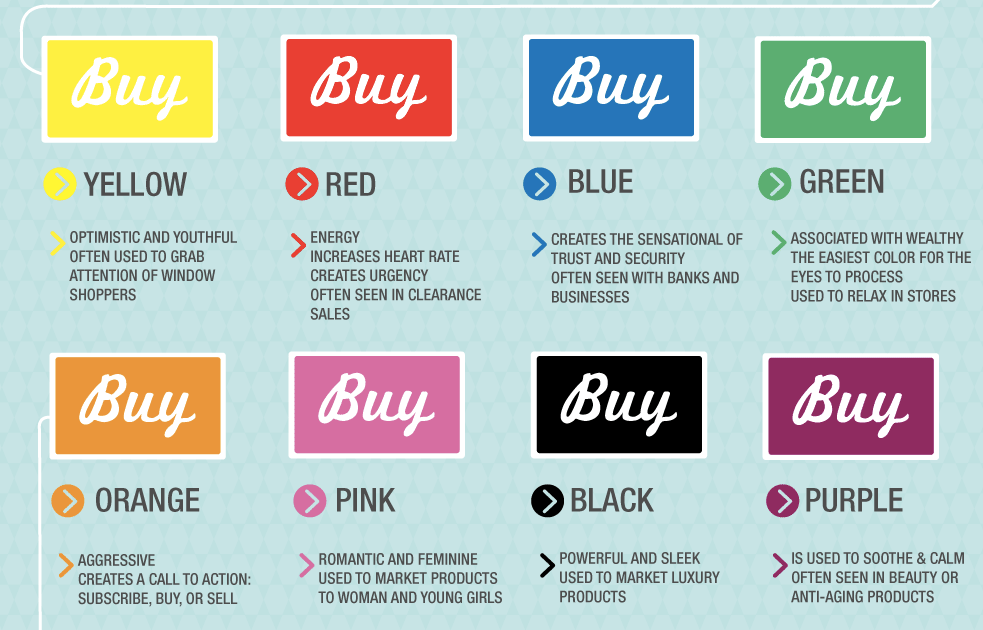 Buy
Buy
Buy
Buy
YELLOW
RED
BLUE
GREEN
OPTIMISTIC AND YOUTHFUL
OFTEN USED TO GRAB
ATTENTION OF WINDOW
SHOPPERS
ENERGY
INCREASES HEART RATE
CREATES URGENCY
OFTEN SEEN IN CLEARANCE
SALES
CREATES THE SENSATIONAL OF
TRUST AND SECURITY
OFTEN SEEN WITH BANKS AND
BUSINESSES
ASSOCIATED WITH WEALTHY
THE EASIEST COLOR FOR THE
EYES TO PROCESS
USED TO RELAX IN STORES
Buy
Buy
Buy
Buy
ORANGE
PINK
BLACK
PURPLE
AGGRESSIVE
CREATES A CALL TO ACTION:
SUBSCRIBE, BUY, OR SELL
ROMANTIC AND FEMININE
USED TO MARKET PRODUCTS
TO WOMAN AND YOUNG GIRLS
POWERFUL AND SLEEK
USED TO MARKET LUXURY
PRODUCTS
IS USED TO SOOTHE & CALM
OFTEN SEEN IN BEAUTY OR
ANTI-AGING PRODUCTS